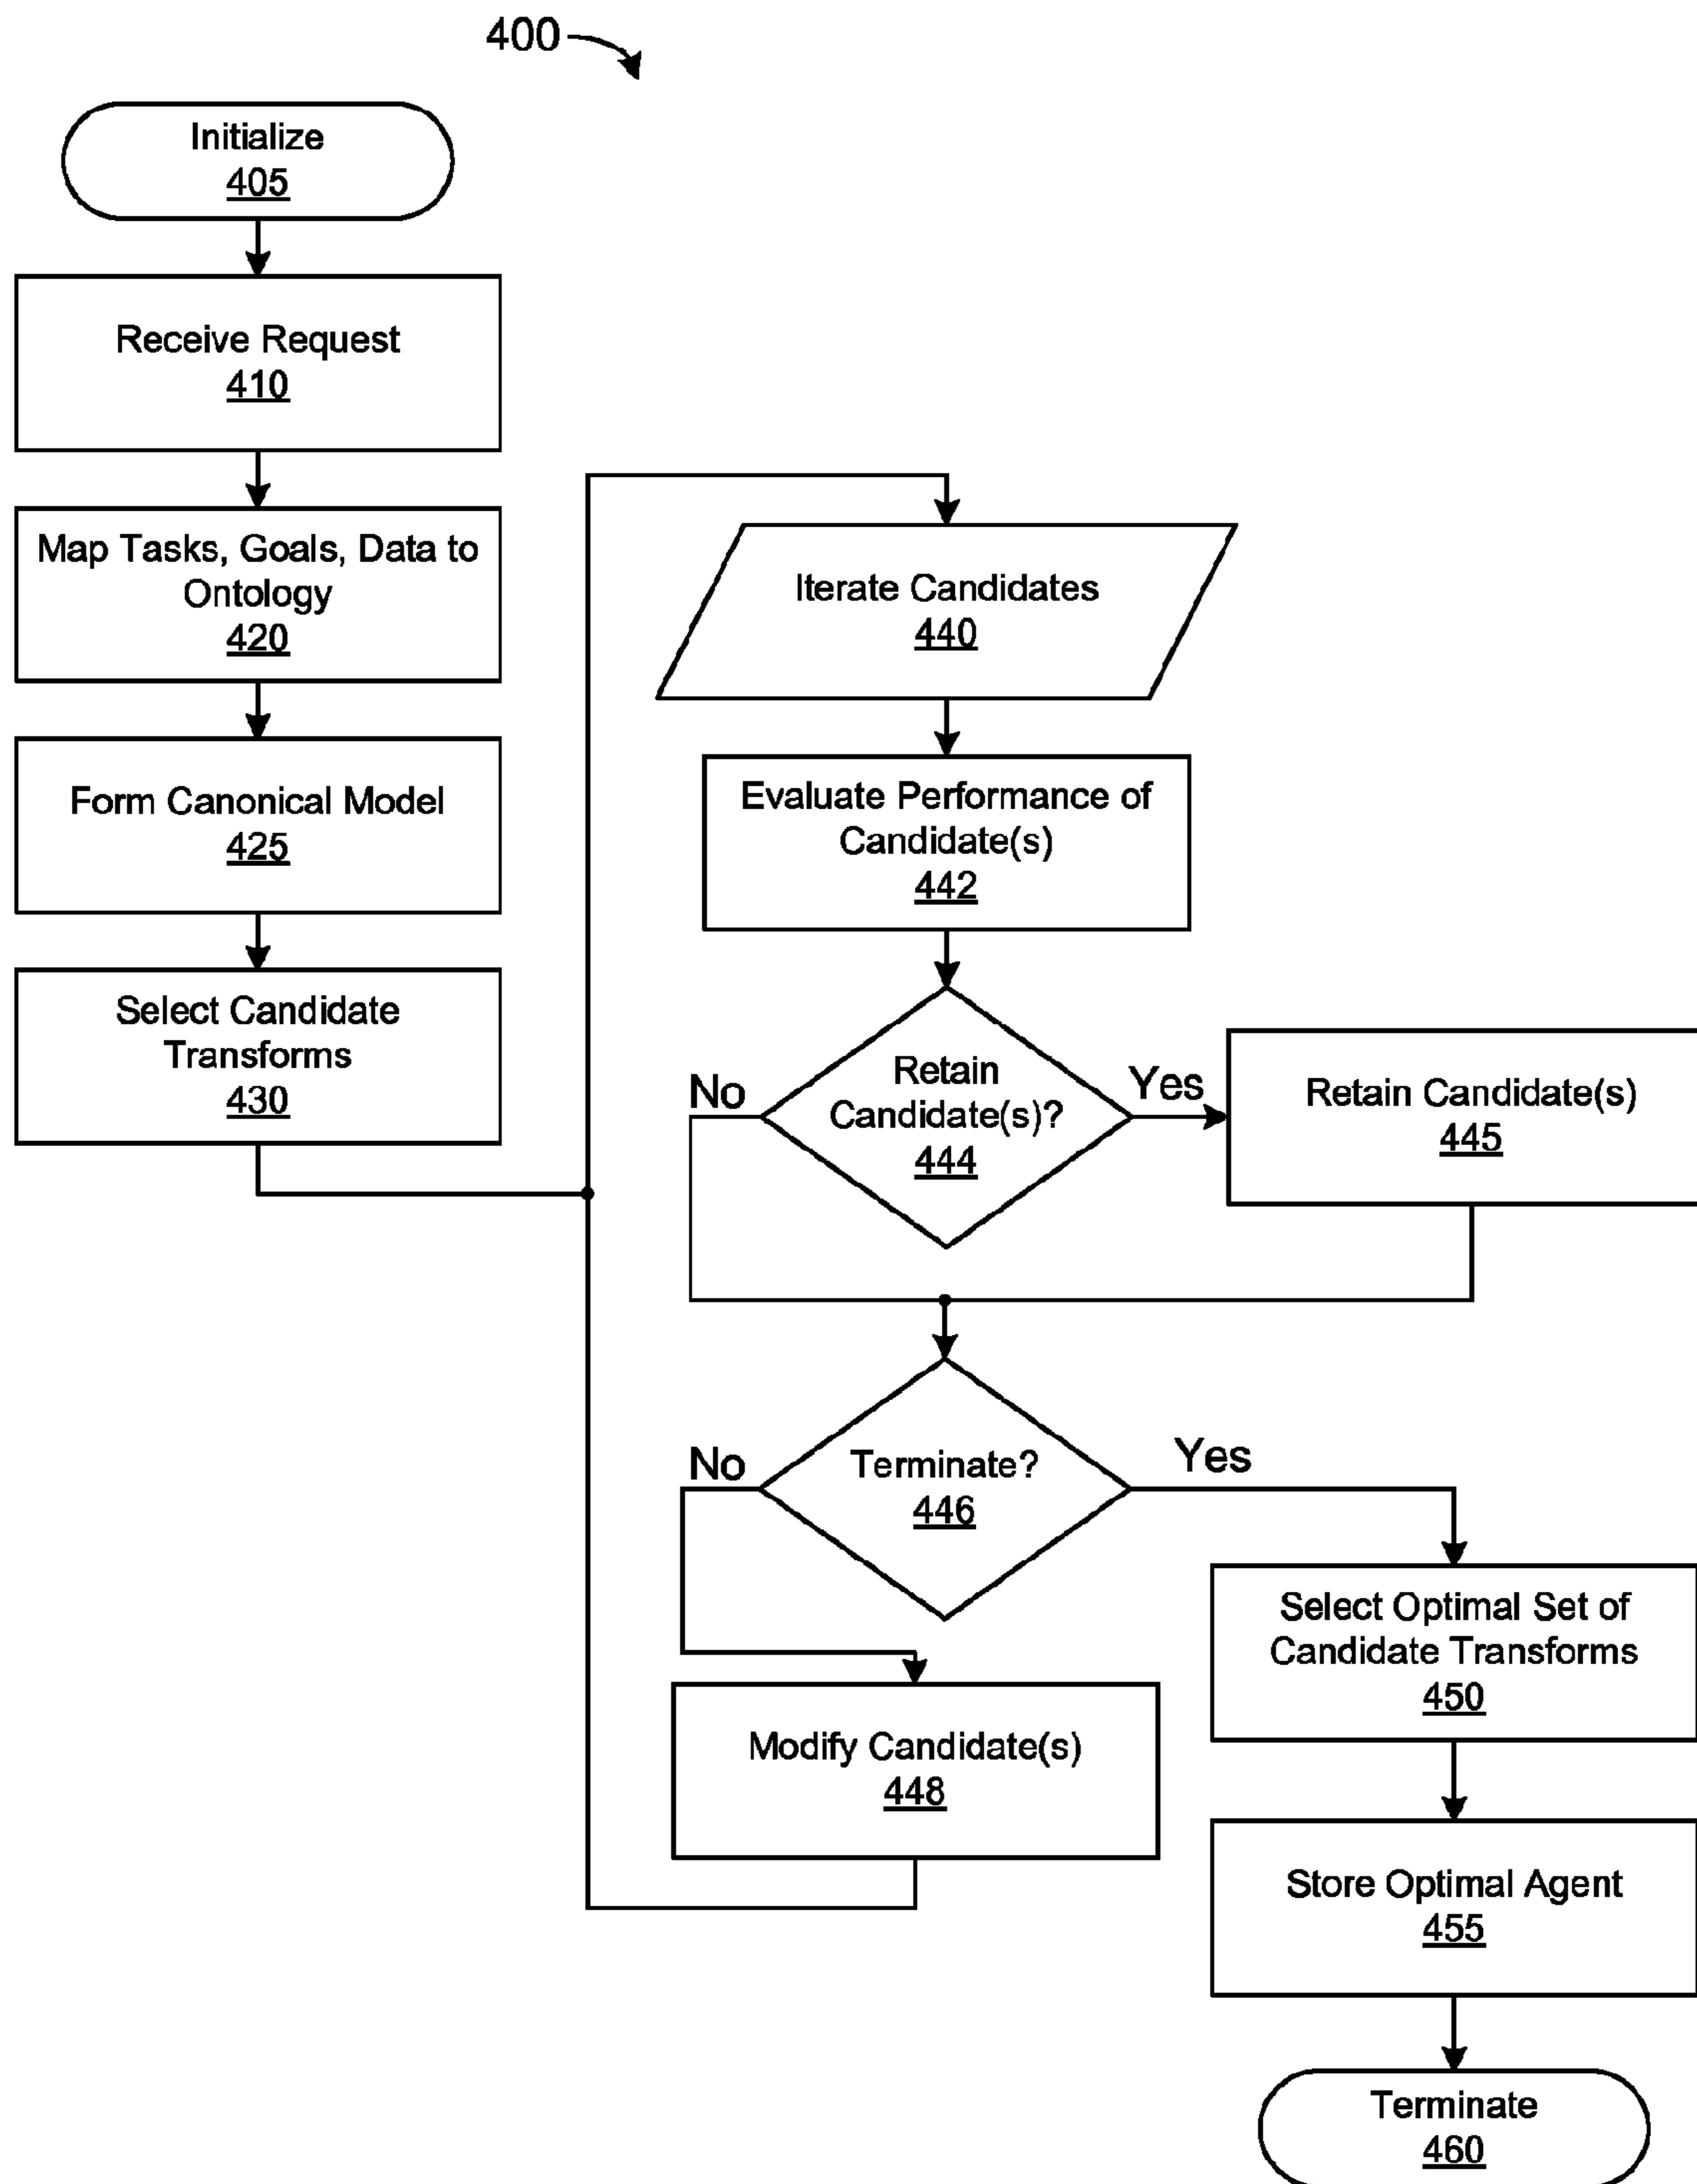 400
Initialize
405
Receive Request
410
Map Tasks, Goals, Data to
Ontology
420
Form Canonical Model
425
Select Candidate
Transforms
430
Iterate Candidates
440
Evaluate Performance of
Candidate(s)
442
Retain
Candidate(s)?
444
No
Yes
Retain Candidate(s)
445
Terminate?
446
No
Yes
Modify Candidate(s)
448
Select Optimal Set of
Candidate Transforms
450
Store Optimal Agent
455
Terminate
460